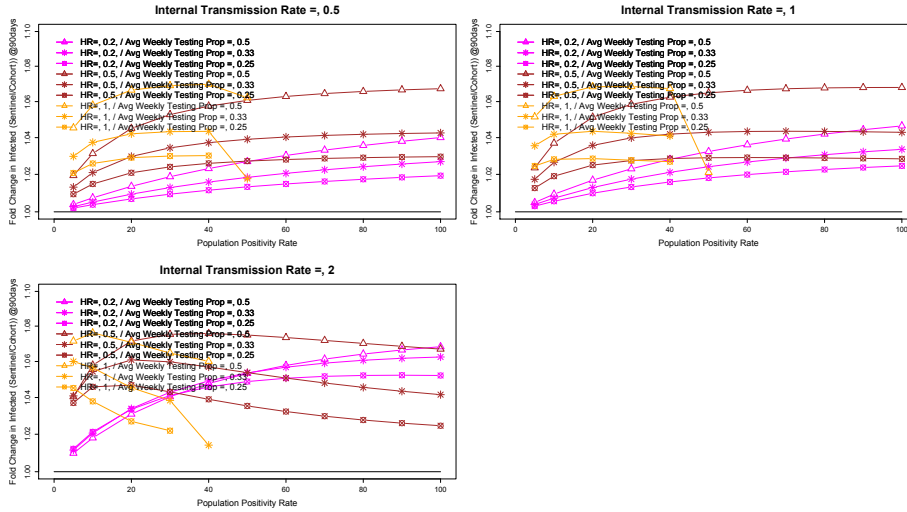 Internal Transmission Rate =, 0.5
Fold Change in Infected (Sentinel/Cohort)) @90days
1.00 1.02 1.04 1.06 1.08 1.10
HR=, 0.2, / Avg Weekly Testing Prop =, 0.5
HR=, 0.2, / Avg Weekly Testing Prop =, 0.33
HR=, 0.2, / Avg Weekly Testing Prop =, 0.25
HR=, 0.5, / Avg Weekly Testing Prop =, 0.5
HR=, 0.5, / Avg Weekly Testing Prop =, 0.33
HR=, 0.5, / Avg Weekly Testing Prop =, 0.25
HR=, 1, / Avg Weekly Testing Prop =, 0.5
HR=, 1, / Avg Weekly Testing Prop =, 0.33
HR=, 1, / Avg Weekly Testing Prop =, 0.25
0 20 40 60 80 100
Population Positivity Rate
Internal Transmission Rate =, 1
Fold Change in Infected (Sentinel/Cohort)) @90days
1.00 1.02 1.04 1.06 1.08 1.10
HR=, 0.2, / Avg Weekly Testing Prop =, 0.5
HR=, 0.2, / Avg Weekly Testing Prop =, 0.33
HR=, 0.2, / Avg Weekly Testing Prop =, 0.25
HR=, 0.5, / Avg Weekly Testing Prop =, 0.5
HR=, 0.5, / Avg Weekly Testing Prop =, 0.33
HR=, 0.5, / Avg Weekly Testing Prop =, 0.25
HR=, 1, / Avg Weekly Testing Prop =, 0.5
HR=, 1, / Avg Weekly Testing Prop =, 0.33
HR=, 1, / Avg Weekly Testing Prop =, 0.25
0 20 40 60 80 100
Population Positivity Rate
Internal Transmission Rate =, 2
Fold Change in Infected (Sentinel/Cohort)) @90days
1.00 1.02 1.04 1.06 1.08 1.10
HR=, 0.2, / Avg Weekly Testing Prop =, 0.5
HR=, 0.2, / Avg Weekly Testing Prop =, 0.33
HR=, 0.2, / Avg Weekly Testing Prop =, 0.25
HR=, 0.5, / Avg Weekly Testing Prop =, 0.5
HR=, 0.5, / Avg Weekly Testing Prop =, 0.33
HR=, 0.5, / Avg Weekly Testing Prop =, 0.25
HR=, 1, / Avg Weekly Testing Prop =, 0.5
HR=, 1, / Avg Weekly Testing Prop =, 0.33
HR=, 1, / Avg Weekly Testing Prop =, 0.25
0 20 40 60 80 100
Population Positivity Rate